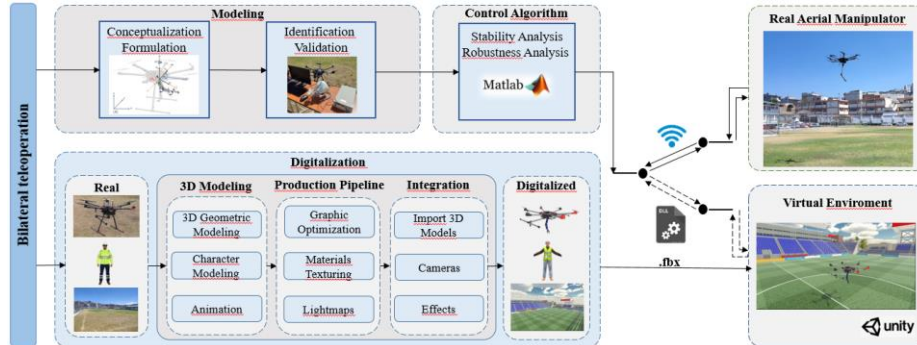 Bilateral teleoperation
Modeling
Conceptualization
Formulation
Identification
Validation
Control Algorithm
Stability Analysis
Robustness Analysis
Matlab
Real Aerial Manipulator
Digitalization
Real
3D Modeling
3D Geometric
Modeling
Character
Modeling
Animation
Production Pipeline
Graphic
Optimization
Materials
Texturing
Lightmaps
Integration
Import 3D
Models
Cameras
Effects
Digitalized
DLL
.fbx
Virtual Enviroment
unity